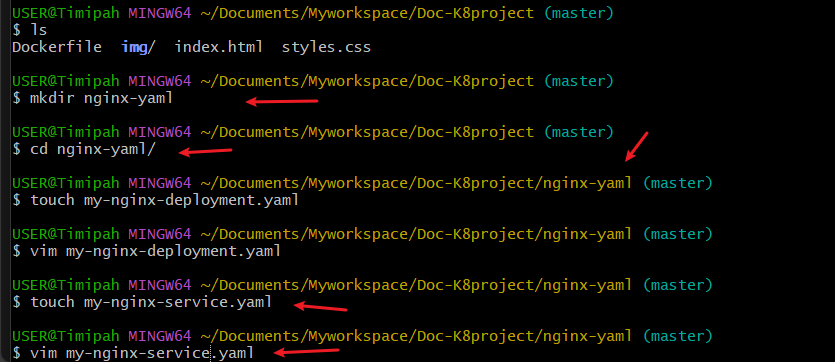 USER@Timipah MINGW64 ~/Documents/Myworkspace/Doc-K8project (master)
$ ls
Dockerfile  img/  index.html  styles.css
USER@Timipah MINGW64 ~/Documents/Myworkspace/Doc-K8project (master)
$ mkdir nginx-yaml
USER@Timipah MINGW64 ~/Documents/Myworkspace/Doc-K8project (master)
$ cd nginx-yaml/
USER@Timipah MINGW64 ~/Documents/Myworkspace/Doc-K8project/nginx-yaml (master)
$ touch my-nginx-deployment.yaml
USER@Timipah MINGW64 ~/Documents/Myworkspace/Doc-K8project/nginx-yaml (master)
$ vim my-nginx-deployment.yaml
USER@Timipah MINGW64 ~/Documents/Myworkspace/Doc-K8project/nginx-yaml (master)
$ touch my-nginx-service.yaml
USER@Timipah MINGW64 ~/Documents/Myworkspace/Doc-K8project/nginx-yaml (master)
$ vim my-nginx-service.yaml